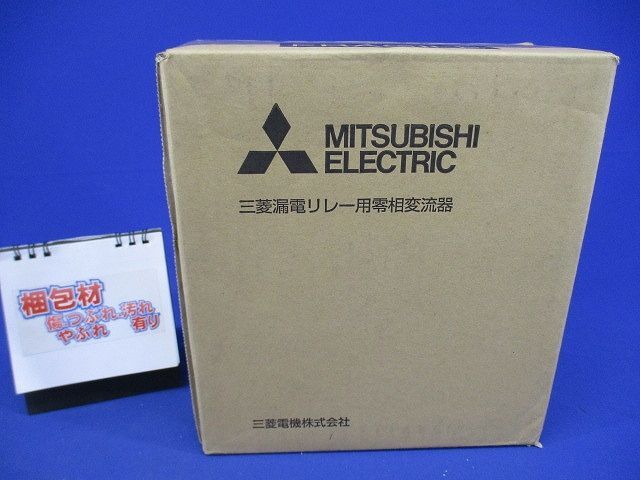 MITSUBISHI
ELECTRIC
三菱漏電リレー用零相変流器
三菱電機株式会社
梱包材
傷.つぶれ.汚れ
やぶれ 有り